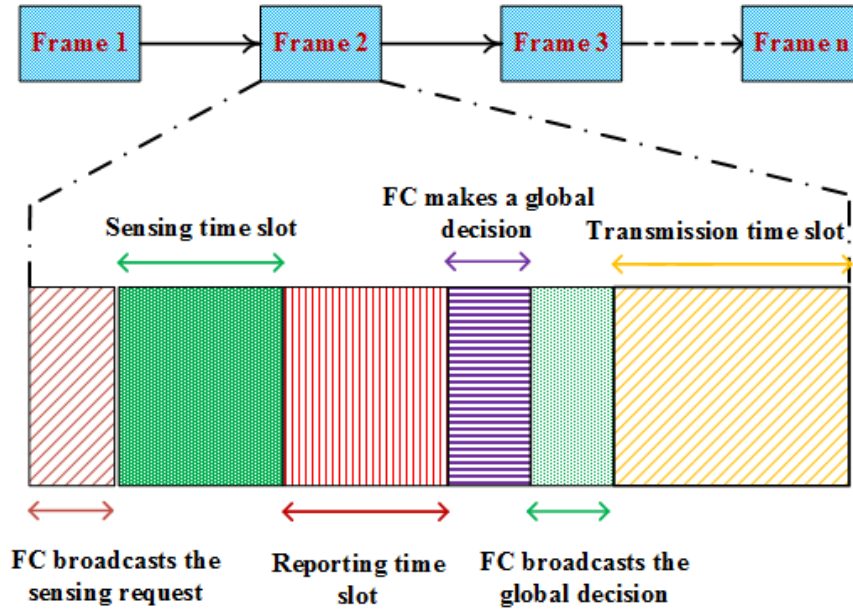 Frame 1
Frame 2
Frame 3
Frame n
Sensing time slot
FC makes a global
decision
Transmission time slot
FC broadcasts the
sensing request
Reporting time
slot
FC broadcasts the
global decision